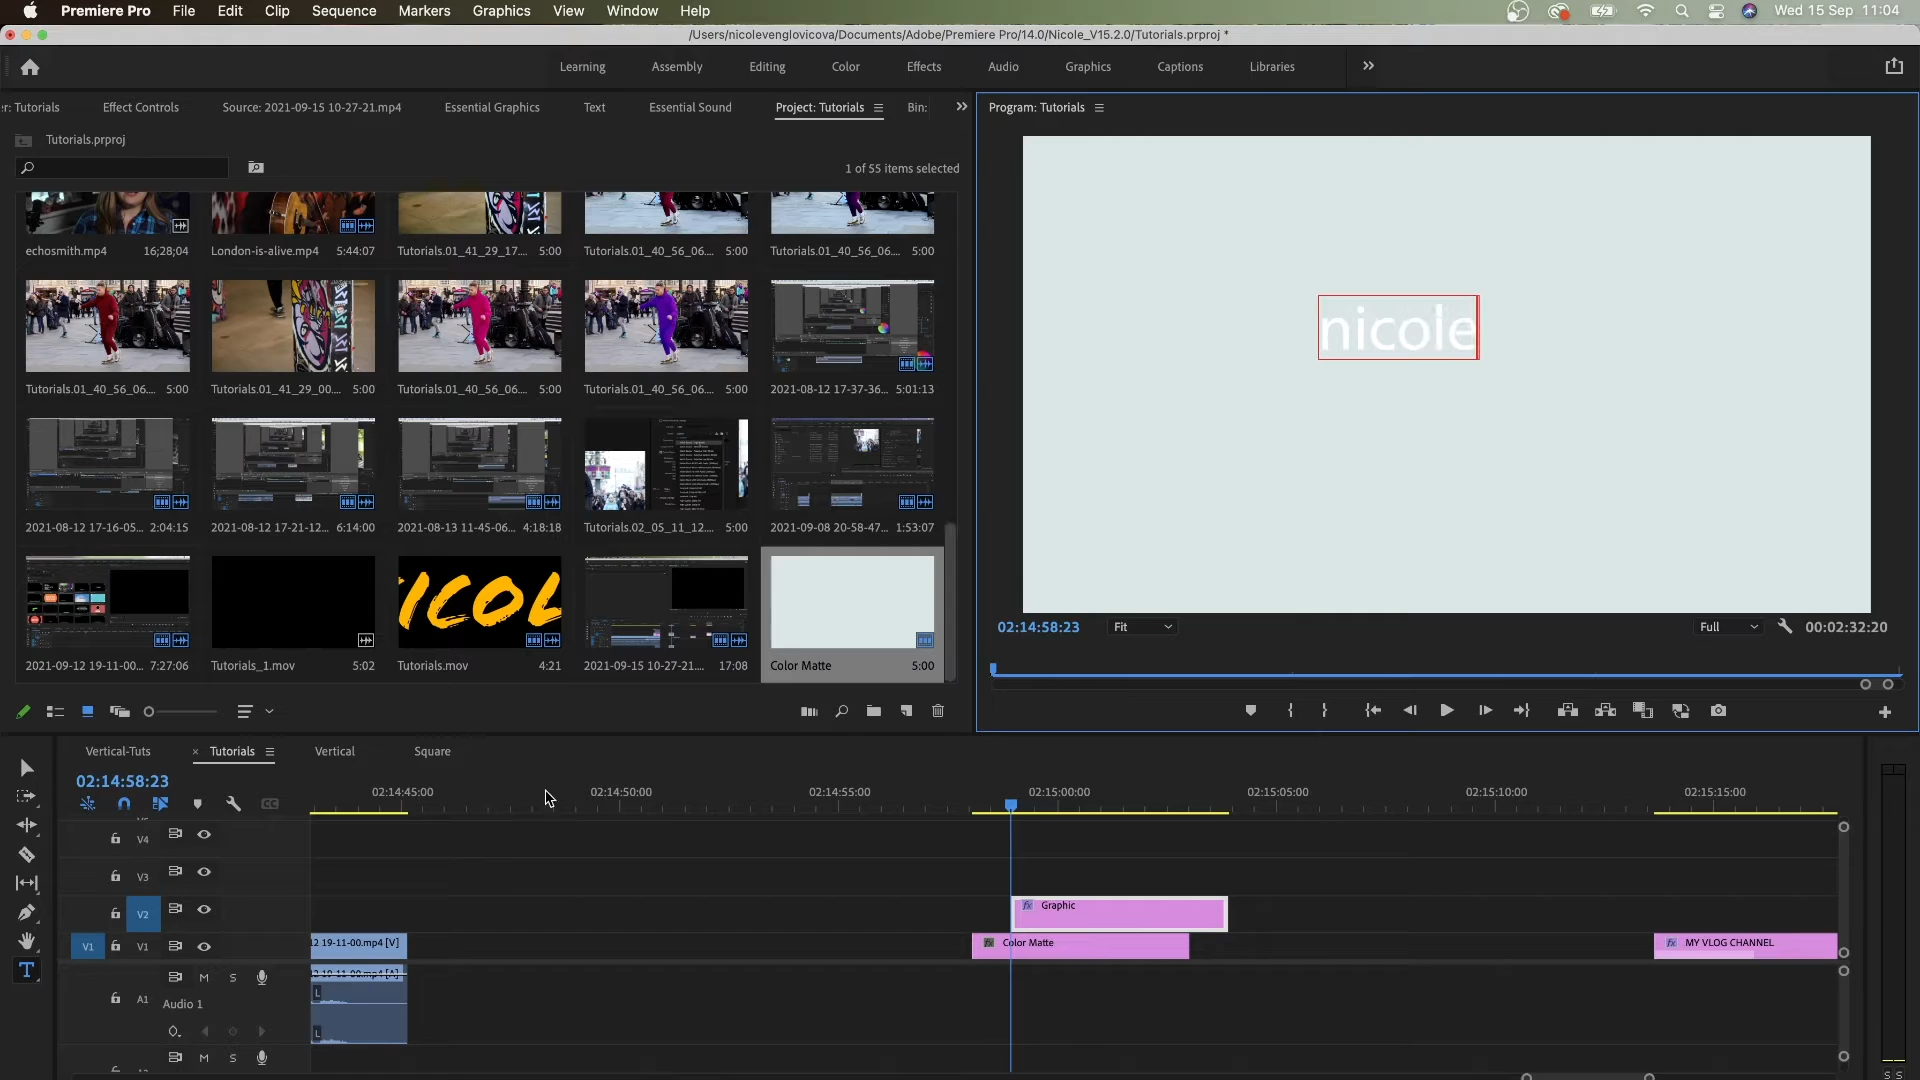 Premiere Pro File Edit Clip Sequence Markers Graphics View Window Help Wed 15 Sep 11:04
/Users/nicolevenglovicova/Documents/Adobe/Premiere Pro/14.0/Nicole_V15.2.0/Tutorials.prproj *
Learning Assembly Editing Color Effects Audio Graphics Captions Libraries
er: Tutorials Effect Controls Source: 2021-09-15 10-27-21.mp4 Essential Graphics Text Essential Sound Project: Tutorials Bin:
Program: Tutorials
Tutorials.prproj
1 of 55 items selected
echosmith.mp4 16;28;04 London-is-alive.mp4 5:44:07 Tutorials.01_41_29_17.... 5:00 Tutorials.01_40_56_06.... 5:00 Tutorials.01_40_56_06.... 5:00
nicole
Tutorials.01_40_56_06.... 5:00 Tutorials.01_41_29_00.... 5:00 Tutorials.01_40_56_06.... 5:00 Tutorials.01_40_56_06.... 5:00 2021-08-12 17-37-36... 5:01:13
2021-08-12 17-16-05... 2:04:15 2021-08-12 17-21-12... 6:14:00 2021-08-13 11-45-06... 4:18:18 Tutorials.02_05_11_12.... 5:00 2021-09-08 20-58-47... 1:53:07
ICOL
2021-09-12 19-11-00... 7:27:06 Tutorials_1.mov 5:02 Tutorials.mov 4:21 2021-09-15 10-27-21.... 17:08 Color Matte 5:00
02:14:58:23 Fit Full 00:02:32:20
Vertical-Tuts × Tutorials Vertical Square
02:14:58:23
02:14:45:00 02:14:50:00 02:14:55:00 02:15:00:00 02:15:05:00 02:15:10:00 02:15:15:00
V4
V3
V2 fx Graphic
V1 V1 12 19-11-00.mp4 [V] fx Color Matte fx MY VLOG CHANNEL
M S 12 19-11-00.mp4 [A]
A1 Audio 1
L
L
M S
S S